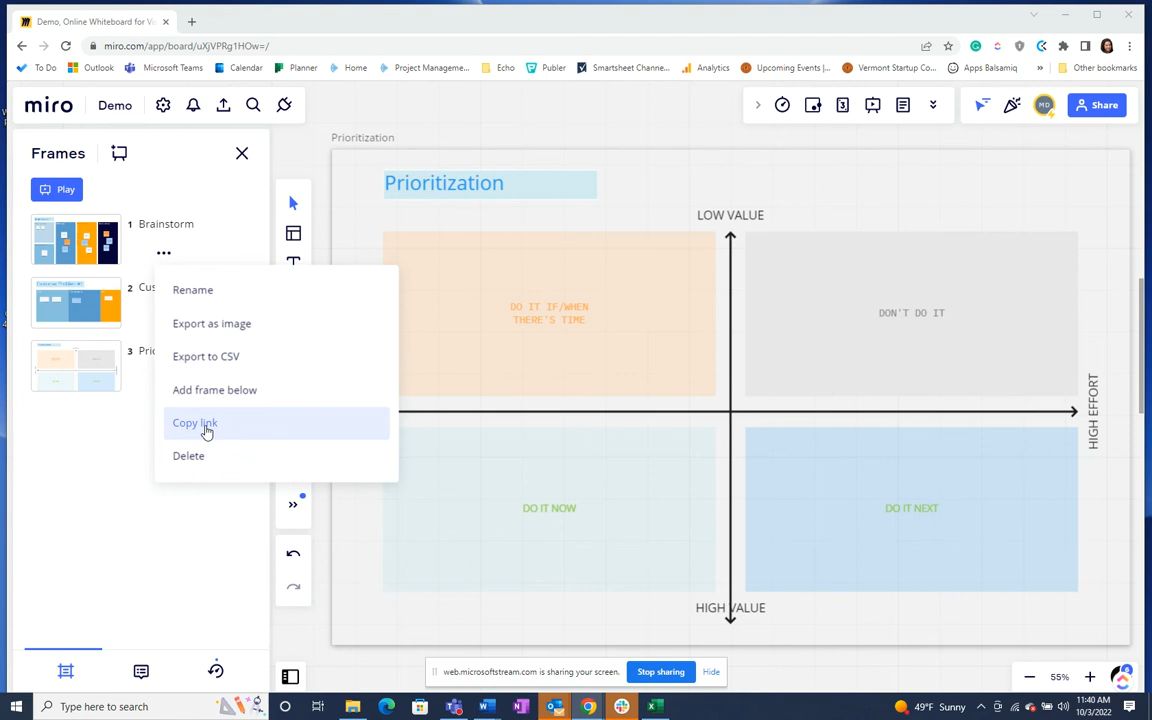 Demo, Online Whiteboard for Vi
miro.com/app/board/uXjVPRg1HOw=/
To Do
Outlook
Microsoft Teams
Calendar
Planner
Home
Project Manageme...
Echo
Publer
Smartsheet Channe...
Analytics
Upcoming Events |...
Vermont Startup Co...
Apps Balsamiq
»
Other bookmarks
miro
Demo
3
MD
Share
Frames
Play
1 Brainstorm
2 Cus
3 Prio
Rename
Export as image
Export to CSV
Add frame below
Copy link
Delete
Prioritization
Prioritization
LOW VALUE
DO IT IF/WHEN
THERE'S TIME
DON'T DO IT
HIGH EFFORT
DO IT NOW
DO IT NEXT
HIGH VALUE
web.microsoftstream.com is sharing your screen.
Stop sharing
Hide
55%
Type here to search
49°F Sunny
11:40 AM
10/3/2022